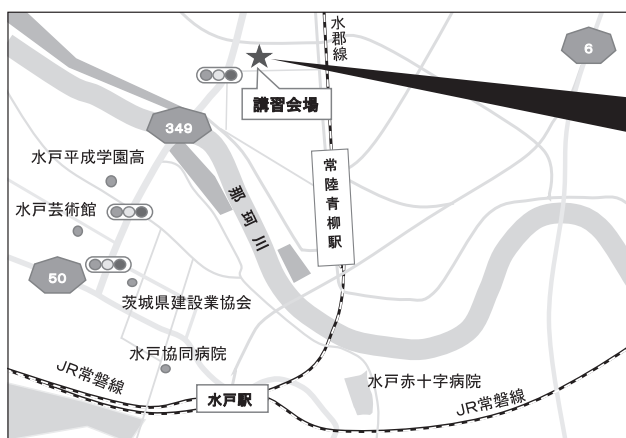 水郡線
6
講習会場
349
水戸平成学園高
常陸青柳駅
水戸芸術館
那珂川
50
茨城県建設業協会
水戸協同病院
JR常磐線
水戸駅
水戸赤十字病院
JR常磐線